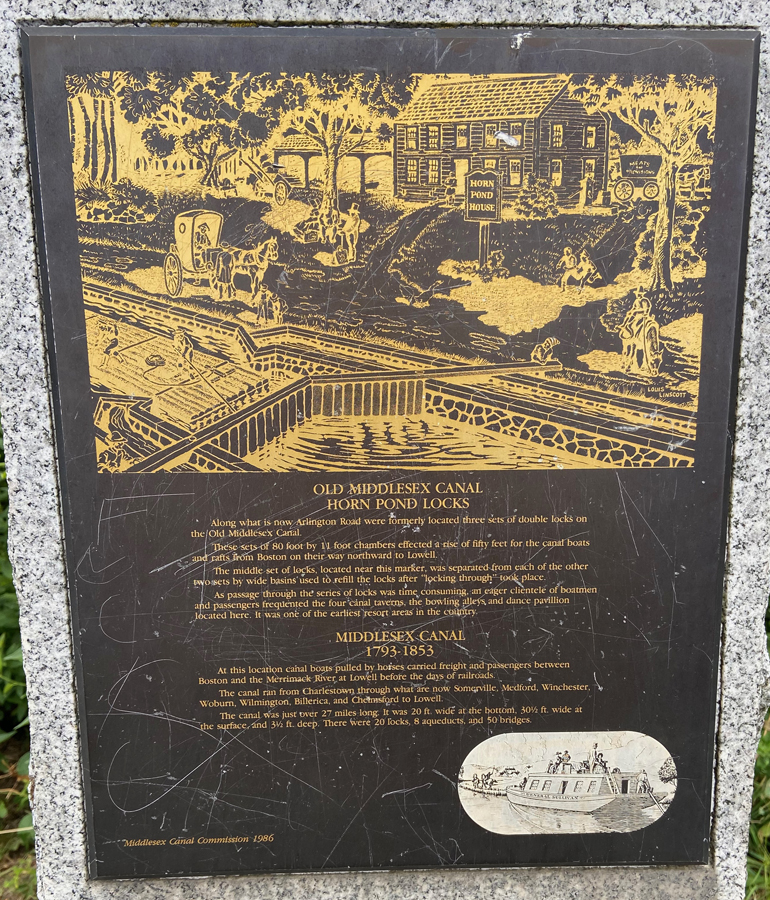 MEATS
AND
PROVISIONS
HORN
POND
HOUSE
LOUIS
LINSCOTT
OLD MIDDLESEX CANAL
HORN POND LOCKS
Along what is now Arlington Road were formerly located three sets of double locks on
the Old Middlesex Canal.
These sets of 80 foot by 11 foot chambers effected a rise of fifty feet for the canal boats
and rafts from Boston on their way northward to Lowell.
The middle set of locks, located near this marker, was separated from each of the other
two sets by wide basins used to refill the locks after "locking through" took place.
As passage through the series of locks was time consuming, an eager clientele of boatmen
and passengers frequented the four canal taverns, the bowling alleys and dance pavillion
located here. It was one of the earliest resort areas in the country.
MIDDLESEX CANAL
1793-1853
At this location canal boats pulled by horses carried freight and passengers between
Boston and the Merrimack River at Lowell before the days of railroads.
The canal ran from Charlestown through what are now Somerville, Medford, Winchester,
Woburn, Wilmington, Billerica, and Chelmsford to Lowell.
The canal was just over 27 miles long. It was 20 ft. wide at the bottom, 30½ ft. wide at
the surface, and 3½ ft. deep. There were 20 locks, 8 aqueducts, and 50 bridges.
GENERAL SULLIVAN
Middlesex Canal Commission 1986